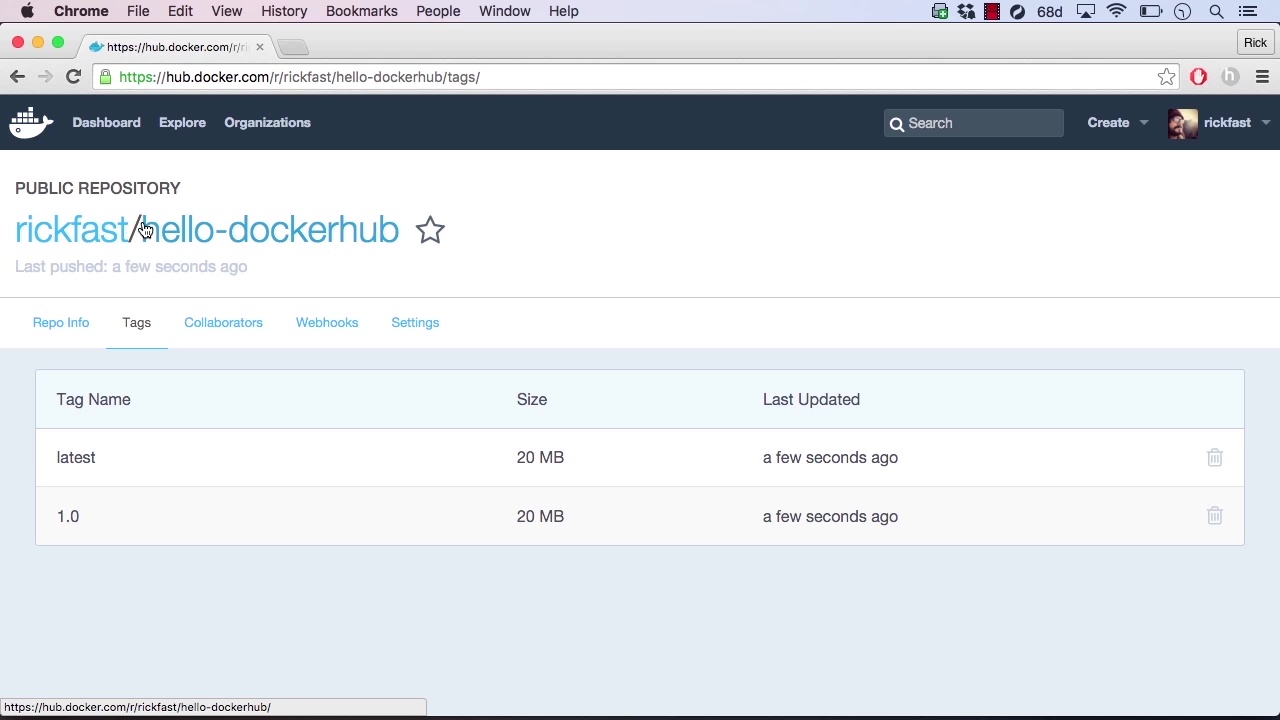 Chrome File Edit View History Bookmarks People Window Help 68d
https://hub.docker.com/r/ri
Rick
https://hub.docker.com/r/rickfast/hello-dockerhub/tags/
Dashboard Explore Organizations Search Create rickfast
PUBLIC REPOSITORY
rickfast/hello-dockerhub
Last pushed: a few seconds ago
Repo Info Tags Collaborators Webhooks Settings
Tag Name Size Last Updated
latest 20 MB a few seconds ago
1.0 20 MB a few seconds ago
https://hub.docker.com/r/rickfast/hello-dockerhub/